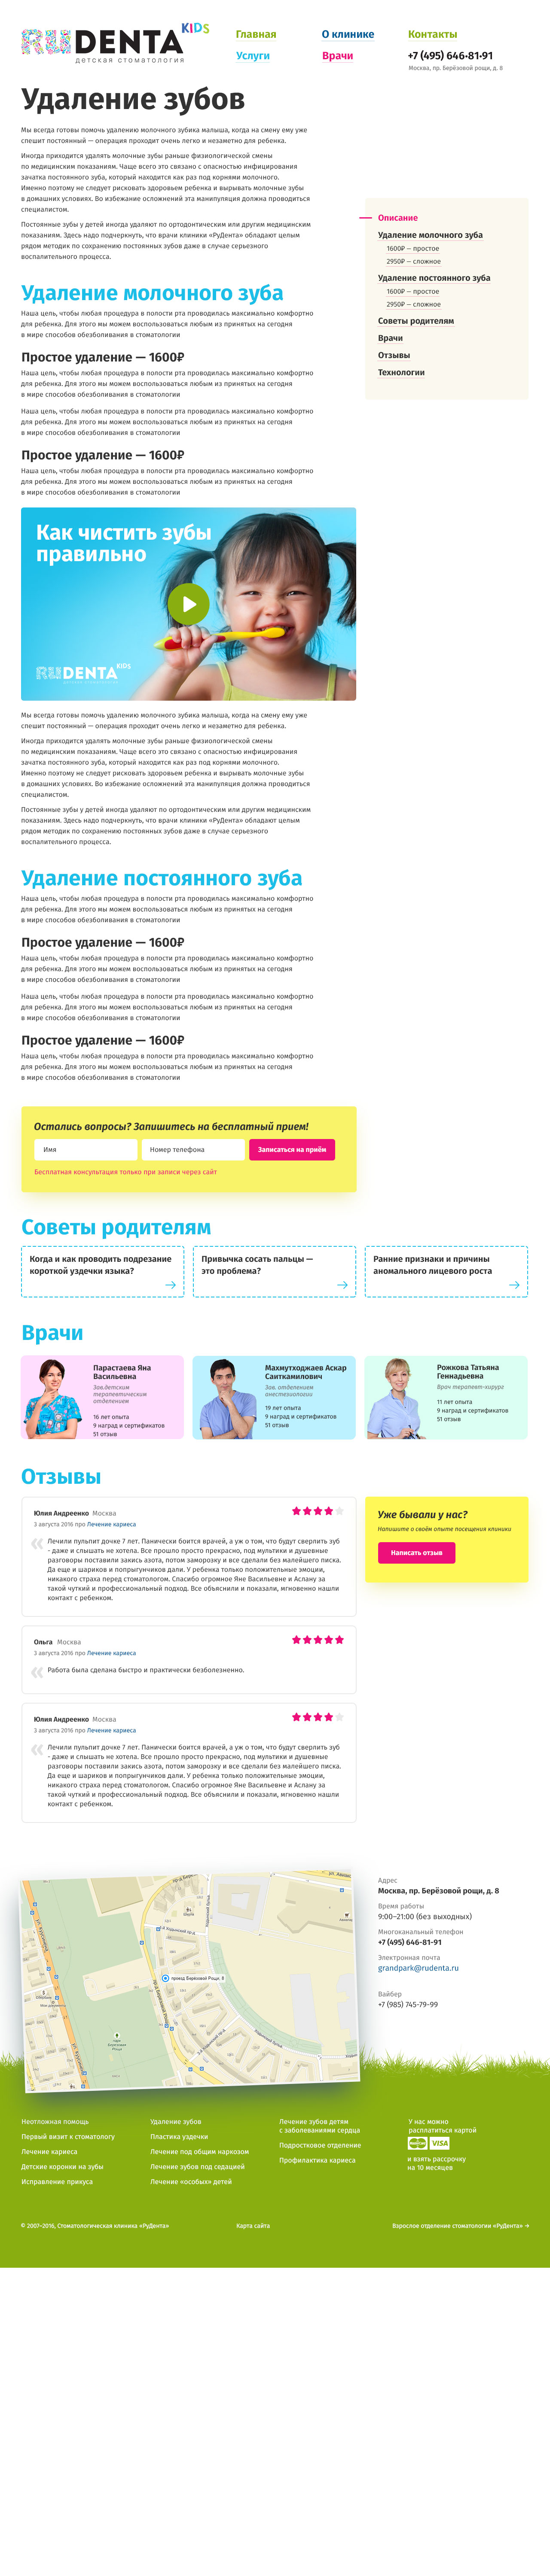 RUDENTA KIDS
детская стоматология
Главная
О клинике
Контакты
Услуги
Врачи
+7 (495) 646-81-91
Москва, пр. Берёзовой рощи, д. 8
Удаление зубов
Мы всегда готовы помочь удалению молочного зубика малыша, когда на смену ему уже
спешит постоянный — операция проходит очень легко и незаметно для ребенка.
Иногда приходится удалять молочные зубы раньше физиологической смены
по медицинским показаниям. Чаще всего это связано с опасностью инфицирования
зачатка постоянного зуба, который находится как раз под корнями молочного.
Именно поэтому не следует рисковать здоровьем ребенка и вырывать молочные зубы
в домашних условиях. Во избежание осложнений эта манипуляция должна проводиться
специалистом.
Постоянные зубы у детей иногда удаляют по ортодонтическим или другим медицинским
показаниям. Здесь надо подчеркнуть, что врачи клиники «РуДента» обладают целым
рядом методик по сохранению постоянных зубов даже в случае серьезного
воспалительного процесса.
Описание
Удаление молочного зуба
1600₽ — простое
2950₽ — сложное
Удаление постоянного зуба
1600₽ — простое
2950₽ — сложное
Советы родителям
Врачи
Отзывы
Технологии
Удаление молочного зуба
Наша цель, чтобы любая процедура в полости рта проводилась максимально комфортно
для ребенка. Для этого мы можем воспользоваться любым из принятых на сегодня
в мире способов обезболивания в стоматологии
Простое удаление — 1600₽
Наша цель, чтобы любая процедура в полости рта проводилась максимально комфортно
для ребенка. Для этого мы можем воспользоваться любым из принятых на сегодня
в мире способов обезболивания в стоматологии
Наша цель, чтобы любая процедура в полости рта проводилась максимально комфортно
для ребенка. Для этого мы можем воспользоваться любым из принятых на сегодня
в мире способов обезболивания в стоматологии
Простое удаление — 1600₽
Наша цель, чтобы любая процедура в полости рта проводилась максимально комфортно
для ребенка. Для этого мы можем воспользоваться любым из принятых на сегодня
в мире способов обезболивания в стоматологии
Как чистить зубы
правильно
RUDENTA KIDS
Мы всегда готовы помочь удалению молочного зубика малыша, когда на смену ему уже
спешит постоянный — операция проходит очень легко и незаметно для ребенка.
Иногда приходится удалять молочные зубы раньше физиологической смены
по медицинским показаниям. Чаще всего это связано с опасностью инфицирования
зачатка постоянного зуба, который находится как раз под корнями молочного.
Именно поэтому не следует рисковать здоровьем ребенка и вырывать молочные зубы
в домашних условиях. Во избежание осложнений эта манипуляция должна проводиться
специалистом.
Постоянные зубы у детей иногда удаляют по ортодонтическим или другим медицинским
показаниям. Здесь надо подчеркнуть, что врачи клиники «РуДента» обладают целым
рядом методик по сохранению постоянных зубов даже в случае серьезного
воспалительного процесса.
Удаление постоянного зуба
Наша цель, чтобы любая процедура в полости рта проводилась максимально комфортно
для ребенка. Для этого мы можем воспользоваться любым из принятых на сегодня
в мире способов обезболивания в стоматологии
Простое удаление — 1600₽
Наша цель, чтобы любая процедура в полости рта проводилась максимально комфортно
для ребенка. Для этого мы можем воспользоваться любым из принятых на сегодня
в мире способов обезболивания в стоматологии
Наша цель, чтобы любая процедура в полости рта проводилась максимально комфортно
для ребенка. Для этого мы можем воспользоваться любым из принятых на сегодня
в мире способов обезболивания в стоматологии
Простое удаление — 1600₽
Наша цель, чтобы любая процедура в полости рта проводилась максимально комфортно
для ребенка. Для этого мы можем воспользоваться любым из принятых на сегодня
в мире способов обезболивания в стоматологии
Остались вопросы? Запишитесь на бесплатный прием!
Имя
Номер телефона
Записаться на приём
Бесплатная консультация только при записи через сайт
Советы родителям
Когда и как проводить подрезание
короткой уздечки языка?
Привычка сосать пальцы —
это проблема?
Ранние признаки и причины
аномального лицевого роста
Врачи
Парастаева Яна
Васильевна
Зав.детским
терапевтическим
отделением
16 лет опыта
9 наград и сертификатов
51 отзыв
Махмутходжаев Аскар
Саиткамилович
Зав. отделением
анестезиологии
19 лет опыта
9 наград и сертификатов
51 отзыв
Рожкова Татьяна
Геннадьевна
Врач терапевт-хирург
11 лет опыта
9 наград и сертификатов
51 отзыв
Отзывы
Юлия Андреенко Москва
3 августа 2016 про Лечение кариеса
Лечили пульпит дочке 7 лет. Панически боится врачей, а уж о том, что будут сверлить зуб
- даже и слышать не хотела. Все прошло просто прекрасно, под мультики и душевные
разговоры поставили закись азота, потом заморозку и все сделали без малейшего писка.
Да еще и шариков и попрыгунчиков дали. У ребенка только положительные эмоции,
никакого страха перед стоматологом. Спасибо огромное Яне Васильевне и Аслану за
такой чуткий и профессиональный подход. Все объяснили и показали, мгновенно нашли
контакт с ребенком.
Уже бывали у нас?
Напишите о своём опыте посещения клиники
Написать отзыв
Ольга Москва
3 августа 2016 про Лечение кариеса
Работа была сделана быстро и практически безболезненно.
Юлия Андреенко Москва
3 августа 2016 про Лечение кариеса
Лечили пульпит дочке 7 лет. Панически боится врачей, а уж о том, что будут сверлить зуб
- даже и слышать не хотела. Все прошло просто прекрасно, под мультики и душевные
разговоры поставили закись азота, потом заморозку и все сделали без малейшего писка.
Да еще и шариков и попрыгунчиков дали. У ребенка только положительные эмоции,
никакого страха перед стоматологом. Спасибо огромное Яне Васильевне и Аслану за
такой чуткий и профессиональный подход. Все объяснили и показали, мгновенно нашли
контакт с ребенком.
проезд Берёзовой Рощи, 8
парк
Берёзовая
Роща
Адрес
Москва, пр. Берёзовой рощи, д. 8
Время работы
9:00–21:00 (без выходных)
Многоканальный телефон
+7 (495) 646-81-91
Электронная почта
grandpark@rudenta.ru
Вайбер
+7 (985) 745-79-99
Неотложная помощь
Первый визит к стоматологу
Лечение кариеса
Детские коронки на зубы
Исправление прикуса
Удаление зубов
Пластика уздечки
Лечение под общим наркозом
Лечение зубов под седацией
Лечение «особых» детей
Лечение зубов детям
с заболеваниями сердца
Подростковое отделение
Профилактика кариеса
У нас можно
расплатиться картой
MasterCard VISA
и взять рассрочку
на 10 месяцев
© 2007–2016, Стоматологическая клиника «РуДента»
Карта сайта
Взрослое отделение стоматологии «РуДента» →